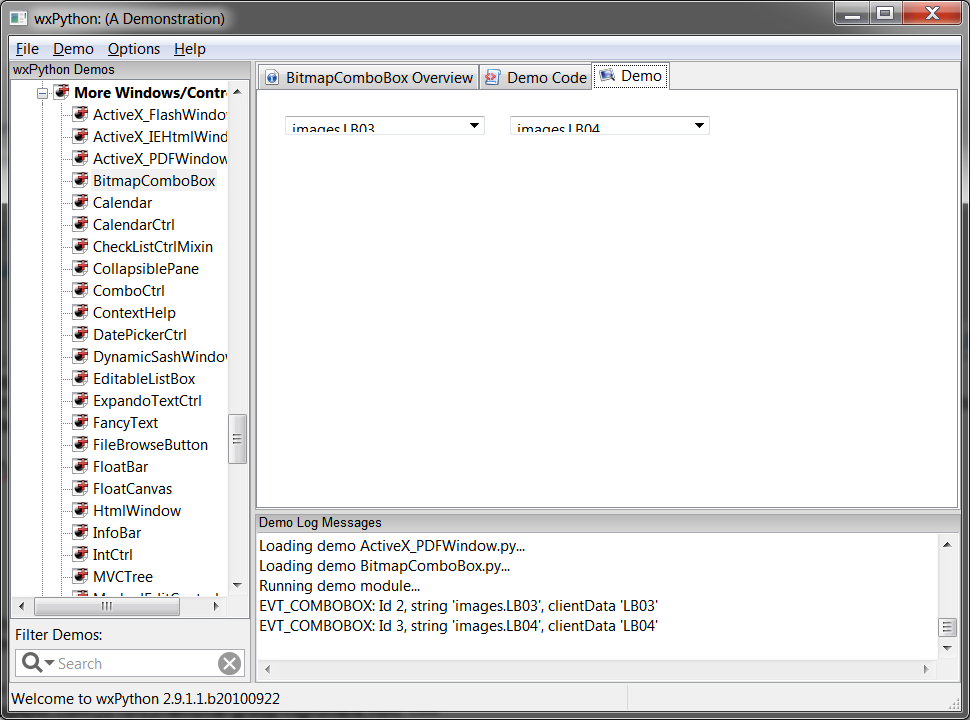 wxPython: (A Demonstration)
File Demo Options Help
wxPython Demos
More Windows/Contr
ActiveX_FlashWindo
ActiveX_IEHtmlWind
ActiveX_PDFWindow
BitmapComboBox
Calendar
CalendarCtrl
CheckListCtrlMixin
CollapsiblePane
ComboCtrl
ContextHelp
DatePickerCtrl
DynamicSashWindow
EditableListBox
ExpandoTextCtrl
FancyText
FileBrowseButton
FloatBar
FloatCanvas
HtmlWindow
InfoBar
IntCtrl
MVCTree
MaskedEditControls
Filter Demos:
Search
BitmapComboBox Overview Demo Code Demo
images.LB03 images.LB04
Demo Log Messages
Loading demo ActiveX_PDFWindow.py...
Loading demo BitmapComboBox.py...
Running demo module...
EVT_COMBOBOX: Id 2, string 'images.LB03', clientData 'LB03'
EVT_COMBOBOX: Id 3, string 'images.LB04', clientData 'LB04'
Welcome to wxPython 2.9.1.1.b20100922